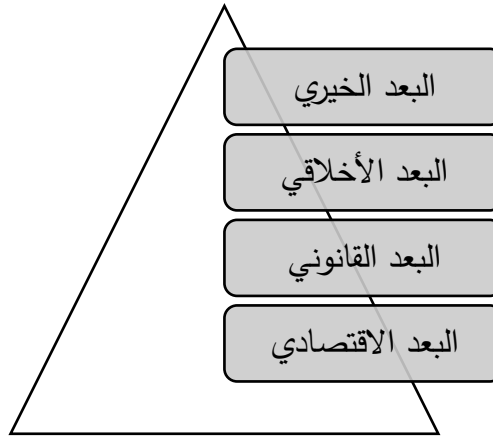 البعد الخيري
البعد الأخلاقي
البعد القانوني
البعد الاقتصادي